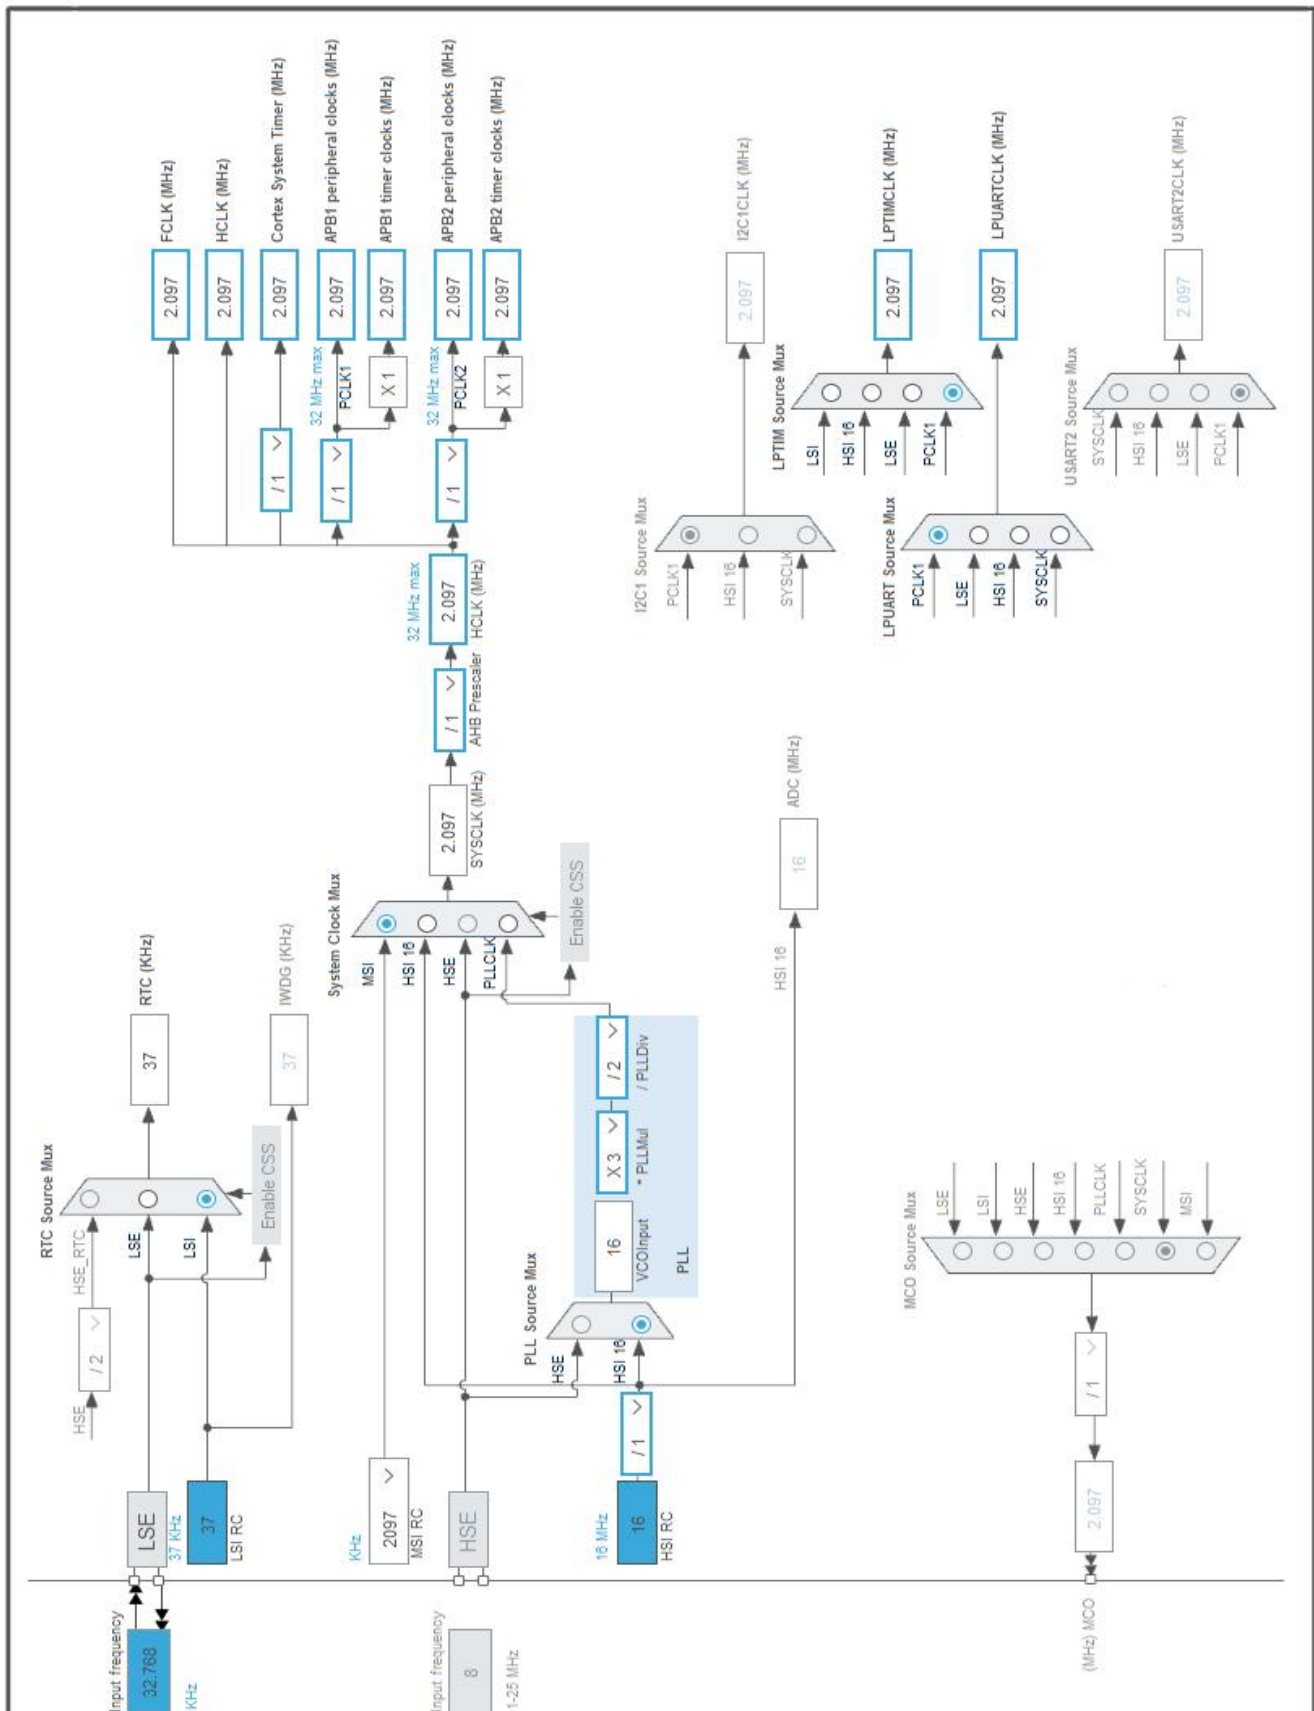 Input frequency
32.768
KHz
LSE
37 KHz
37
LSI RC
HSE
/ 2
HSE_RTC
LSE
LSI
RTC Source Mux
Enable CSS
37
RTC (KHz)
37
IWDG (KHz)
KHz
2097
MSI RC
Input frequency
8
1-25 MHz
HSE
16 MHz
16
HSI RC
/ 1
PLL Source Mux
HSE
HSI 16
16
VCOInput
X 3
* PLLMul
/ 2
/ PLLDiv
PLL
System Clock Mux
MSI
HSI 16
HSE
PLLCLK
Enable CSS
2.097
SYSCLK (MHz)
/ 1
AHB Prescaler
32 MHz max
2.097
HCLK (MHz)
2.097
FCLK (MHz)
2.097
HCLK (MHz)
/ 1
2.097
Cortex System Timer (MHz)
/ 1
32 MHz max
PCLK1
2.097
APB1 peripheral clocks (MHz)
X 1
2.097
APB1 timer clocks (MHz)
/ 1
32 MHz max
PCLK2
2.097
APB2 peripheral clocks (MHz)
X 1
2.097
APB2 timer clocks (MHz)
HSI 16
16
ADC (MHz)
I2C1 Source Mux
PCLK1
HSI 16
SYSCLK
2.097
I2C1CLK (MHz)
LPTIM Source Mux
LSI
HSI 16
LSE
PCLK1
2.097
LPTIMCLK (MHz)
LPUART Source Mux
PCLK1
LSE
HSI 16
SYSCLK
2.097
LPUARTCLK (MHz)
USART2 Source Mux
SYSCLK
HSI 16
LSE
PCLK1
2.097
USART2CLK (MHz)
MCO Source Mux
LSE
LSI
HSE
HSI 16
PLLCLK
SYSCLK
MSI
/ 1
2.097
(MHz) MCO